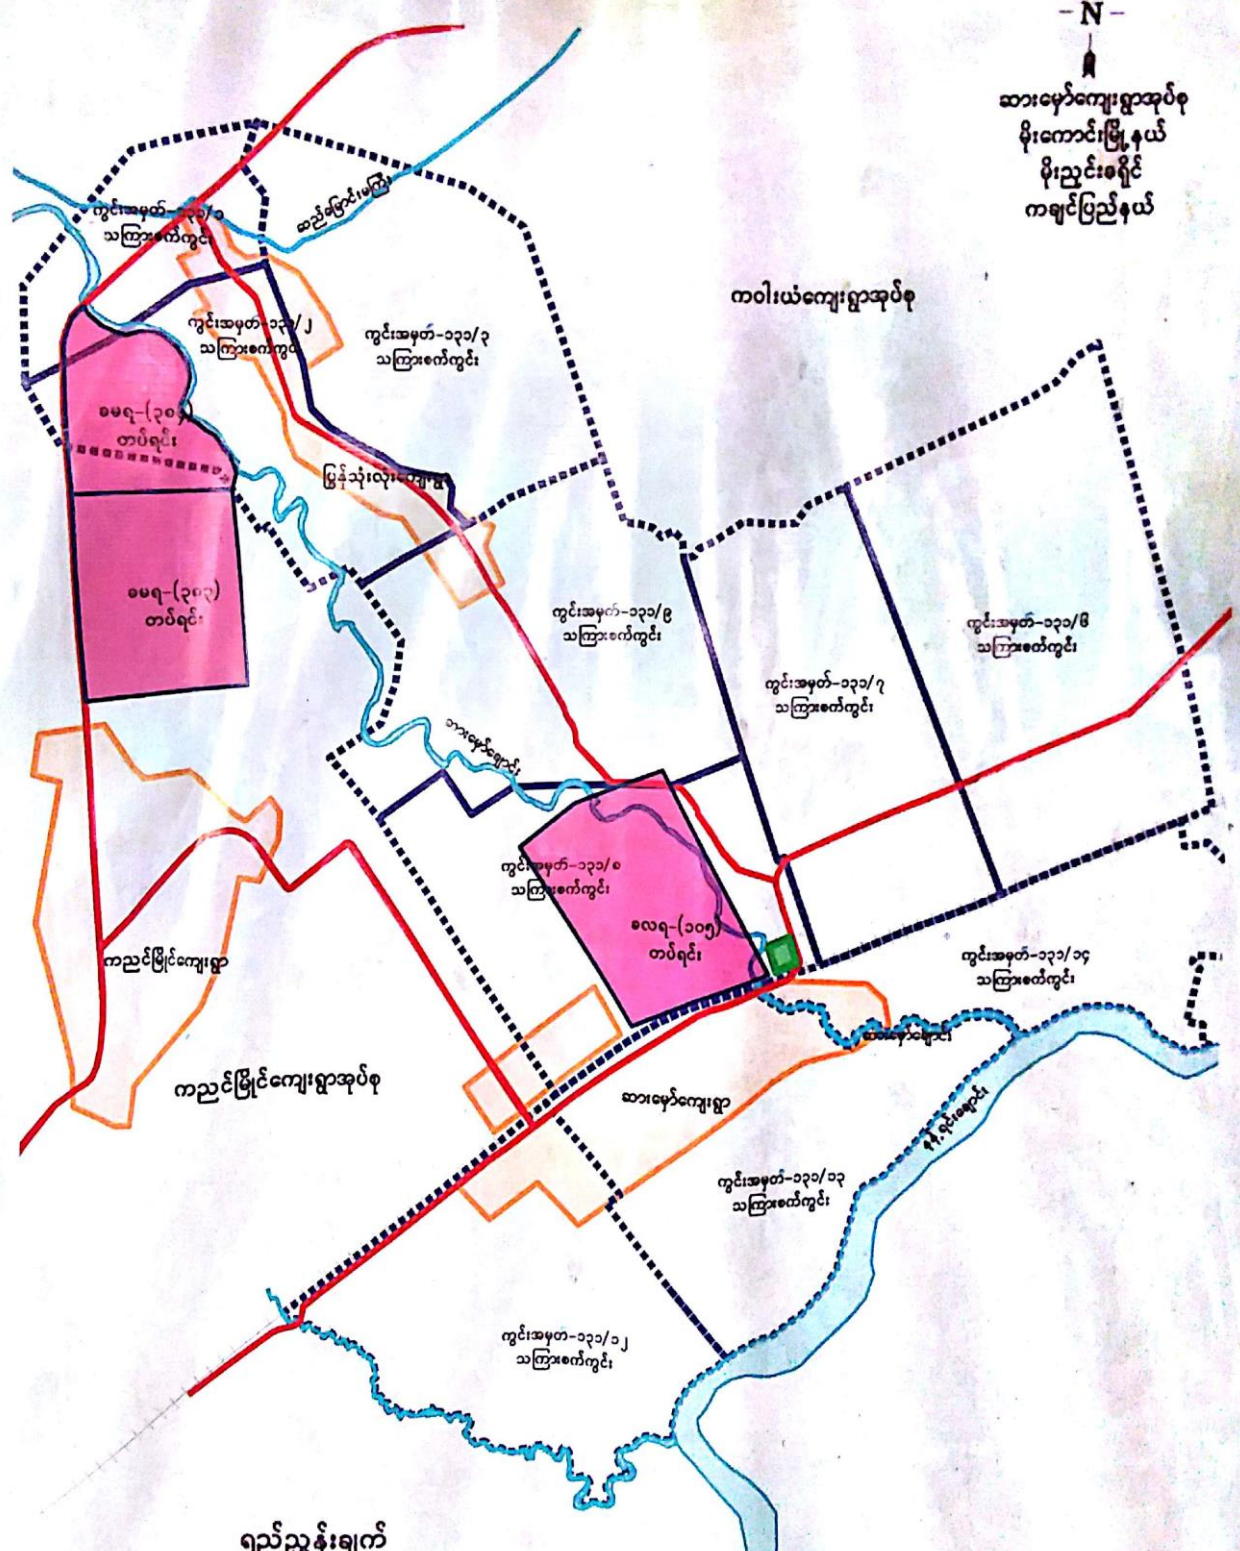 - N -
ဆားမှော်ကျေးရွာအုပ်စု
မိုးကောင်းမြို့နယ်
မိုးညှင်းခရိုင်
ကချင်ပြည်နယ်
ဆည်မြောင်းမကြီး
ကွင်းအမှတ်-၁၃၁/၁
သကြားစက်ကွင်း
ကဝါးယံကျေးရွာအုပ်စု
ကွင်းအမှတ်-၁၃၁/၂
သကြားစက်ကွင်း
ကွင်းအမှတ်-၁၃၁/၃
သကြားစက်ကွင်း
ခမရ-(၃၈၄)
တပ်ရင်း
ပြွန်သုံးလုံးကျေးရွာ
ခမရ-(၃၈၃)
တပ်ရင်း
ကွင်းအမှတ်-၁၃၁/၉
သကြားစက်ကွင်း
ကွင်းအမှတ်-၁၃၁/၆
သကြားစက်ကွင်း
ကွင်းအမှတ်-၁၃၁/၇
သကြားစက်ကွင်း
ဆားမှော်ချောင်း
ကွင်းအမှတ်-၁၃၁/၈
သကြားစက်ကွင်း
ခလရ-(၁၀၅)
တပ်ရင်း
ကညင်မြိုင်ကျေးရွာ
ကွင်းအမှတ်-၁၃၁/၁၄
သကြားစက်ကွင်း
ဆားမှော်ချောင်း
ကညင်မြိုင်ကျေးရွာအုပ်စု
ဆားမှော်ကျေးရွာ
ကွင်းအမှတ်-၁၃၁/၁၃
သကြားစက်ကွင်း
ကွင်းအမှတ်-၁၃၁/၁၂
သကြားစက်ကွင်း
ရည်ညွှန်းချက်